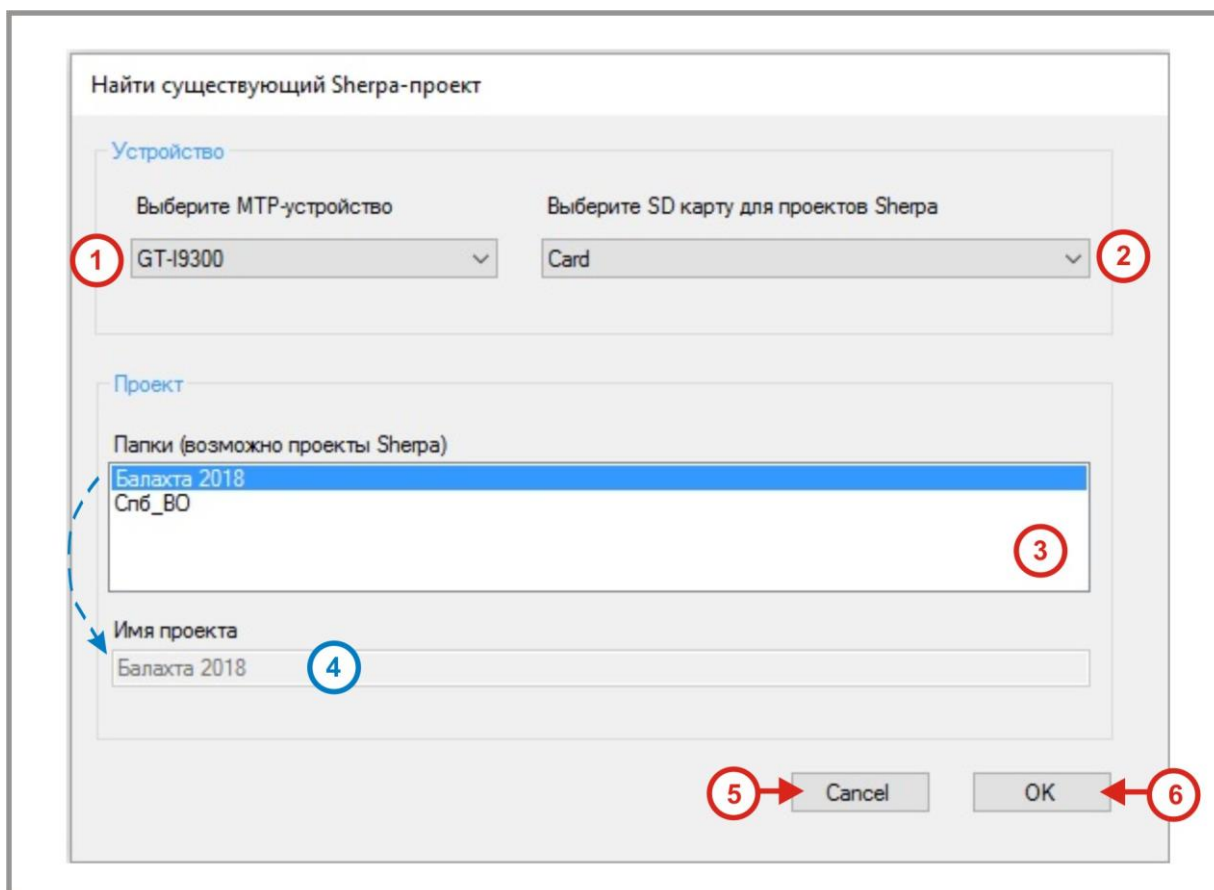 Найти существующий Sherpa-проект
Устройство
Выберите MTP-устройство Выберите SD карту для проектов Sherpa
1 GT-I9300 Card 2
Проект
Папки (возможно проекты Sherpa)
Балахта 2018
Спб_ВО
3
Имя проекта
Балахта 2018 4
5 Cancel OK 6